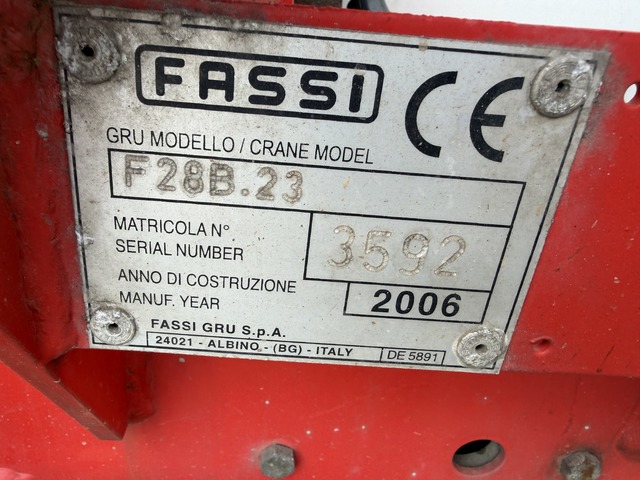 FASSI CE
GRU MODELLO / CRANE MODEL
F28B.23
MATRICOLA N°
SERIAL NUMBER
3592
ANNO DI COSTRUZIONE
MANUF. YEAR
2006
FASSI GRU S.p.A.
24021 - ALBINO - (BG) - ITALY
DE 5891